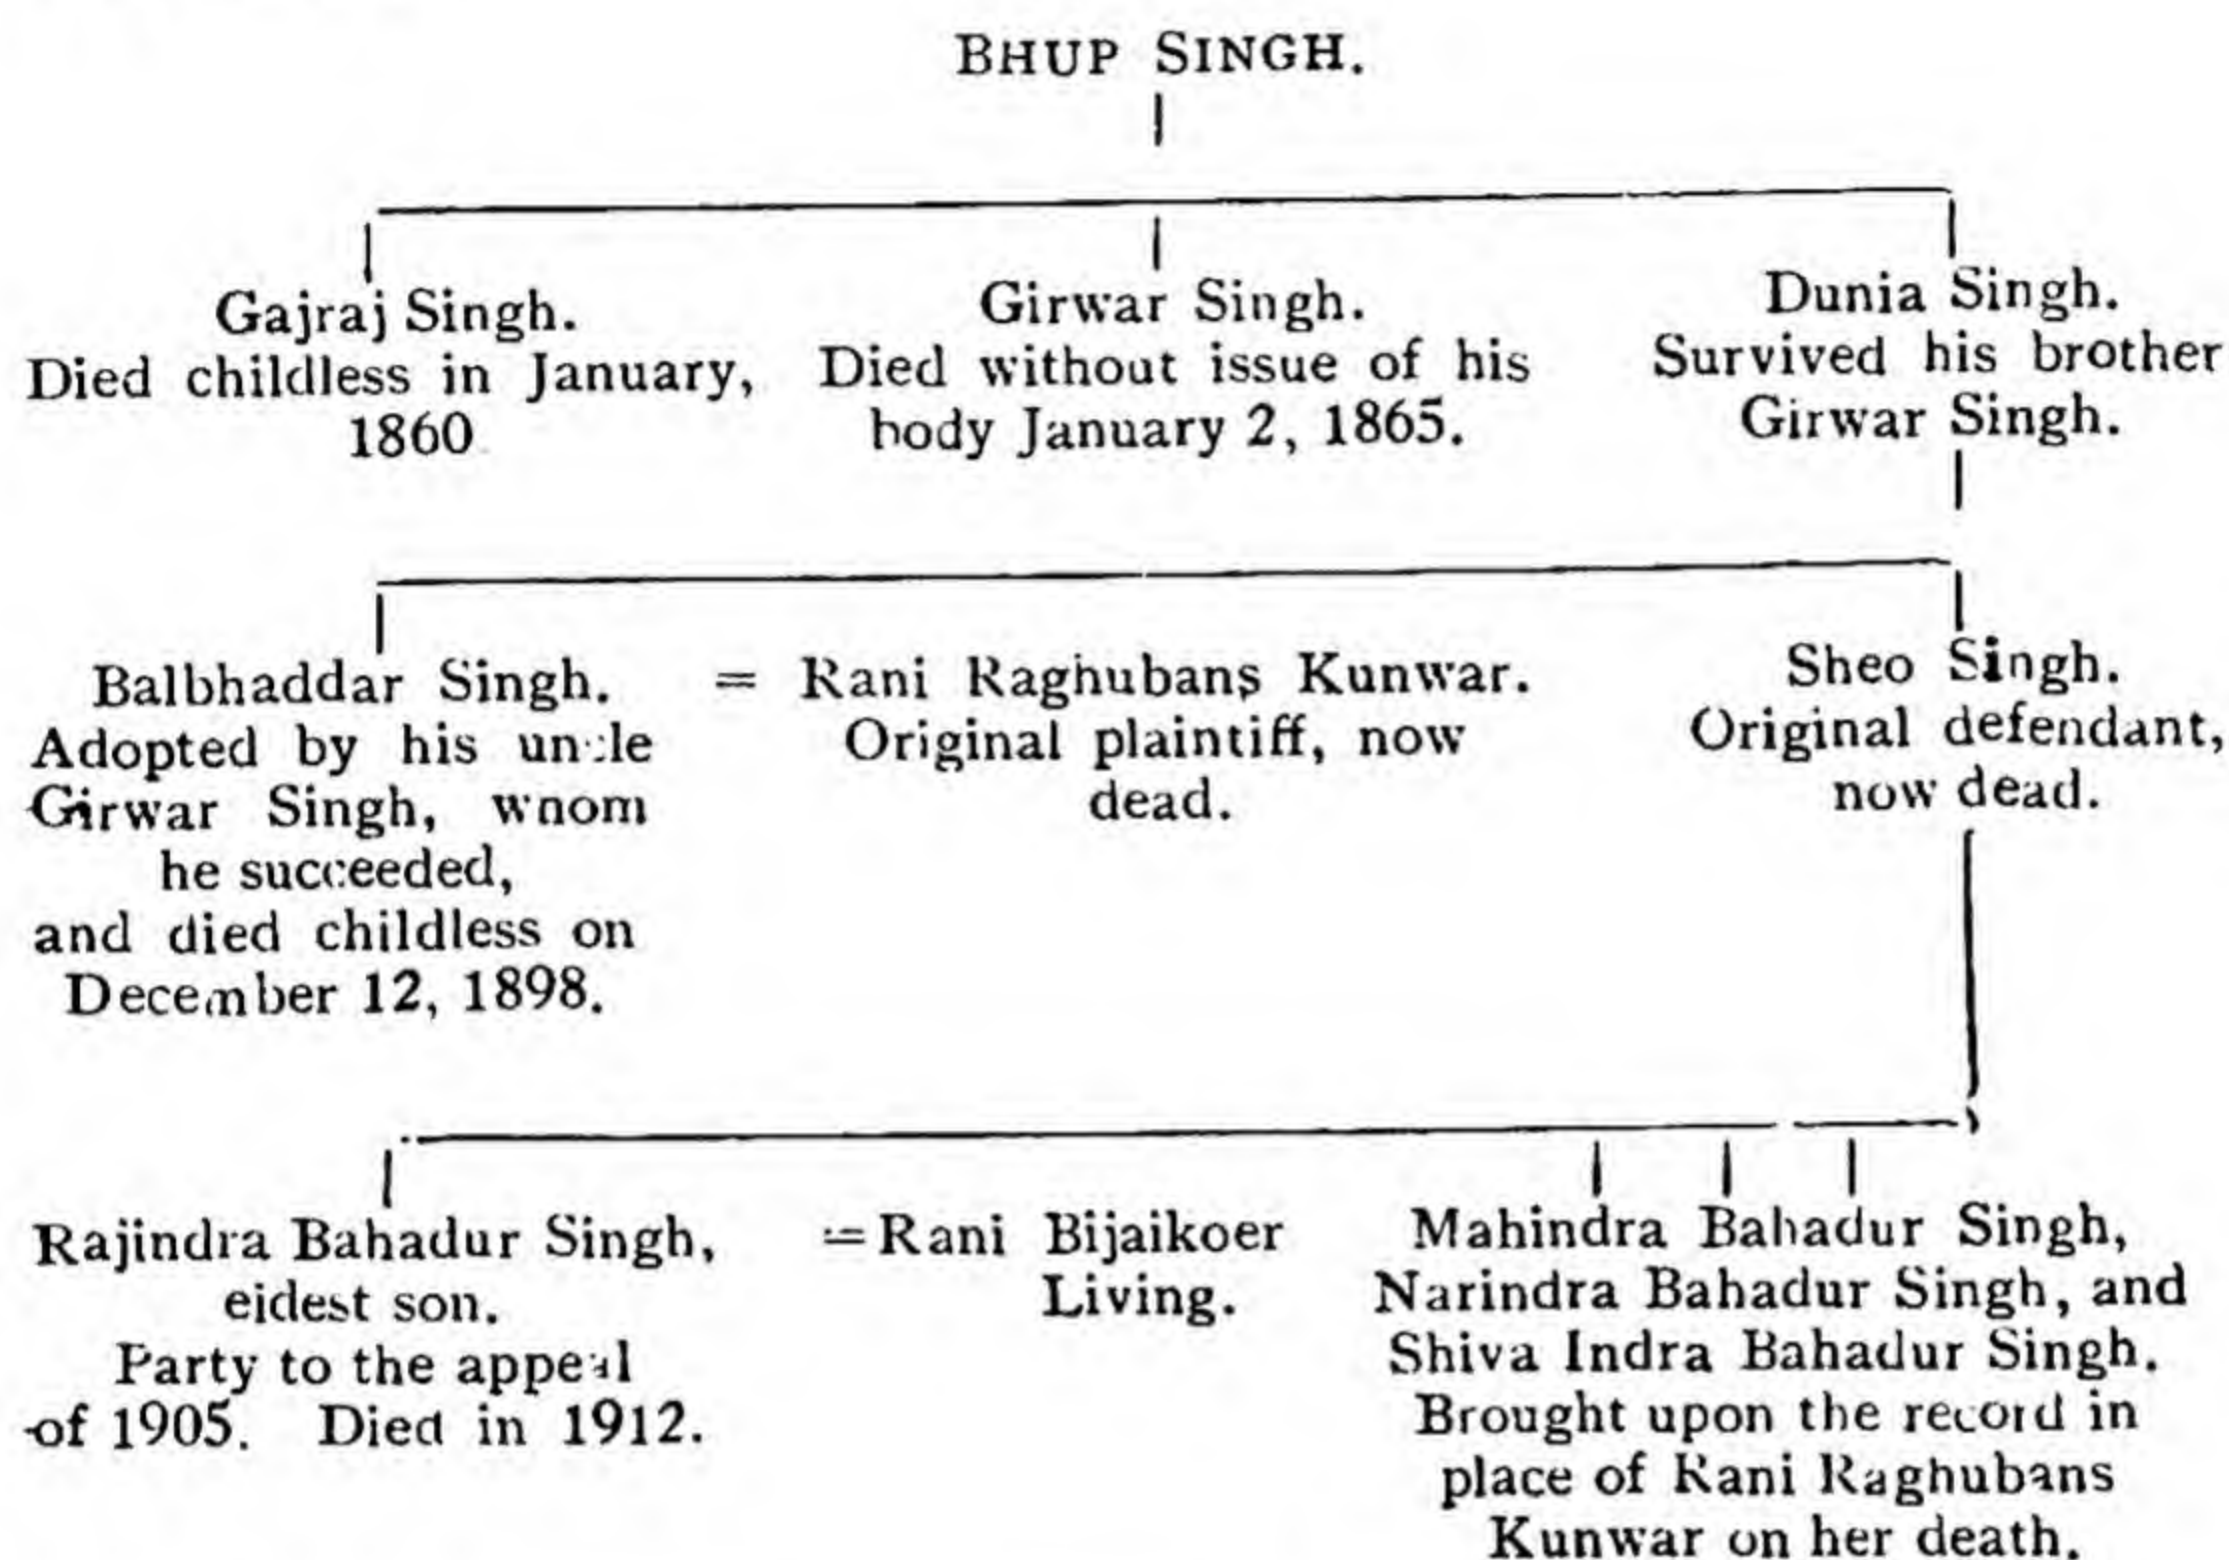 BHUP SINGH.
Gajraj Singh.
Died childless in January,
1860
Girwar Singh.
Died without issue of his
body January 2, 1865.
Dunia Singh.
Survived his brother
Girwar Singh.
Balbhaddar Singh.
Adopted by his uncle
Girwar Singh, whom
he succeeded,
and died childless on
December 12, 1898.
= Rani Raghubans Kunwar.
Original plaintiff, now
dead.
Sheo Singh.
Original defendant,
now dead.
Rajindra Bahadur Singh,
eldest son.
Party to the appeal
of 1905. Died in 1912.
= Rani Bijaikoer
Living.
Mahindra Bahadur Singh,
Narindra Bahadur Singh, and
Shiva Indra Bahadur Singh.
Brought upon the record in
place of Rani Raghubans
Kunwar on her death.